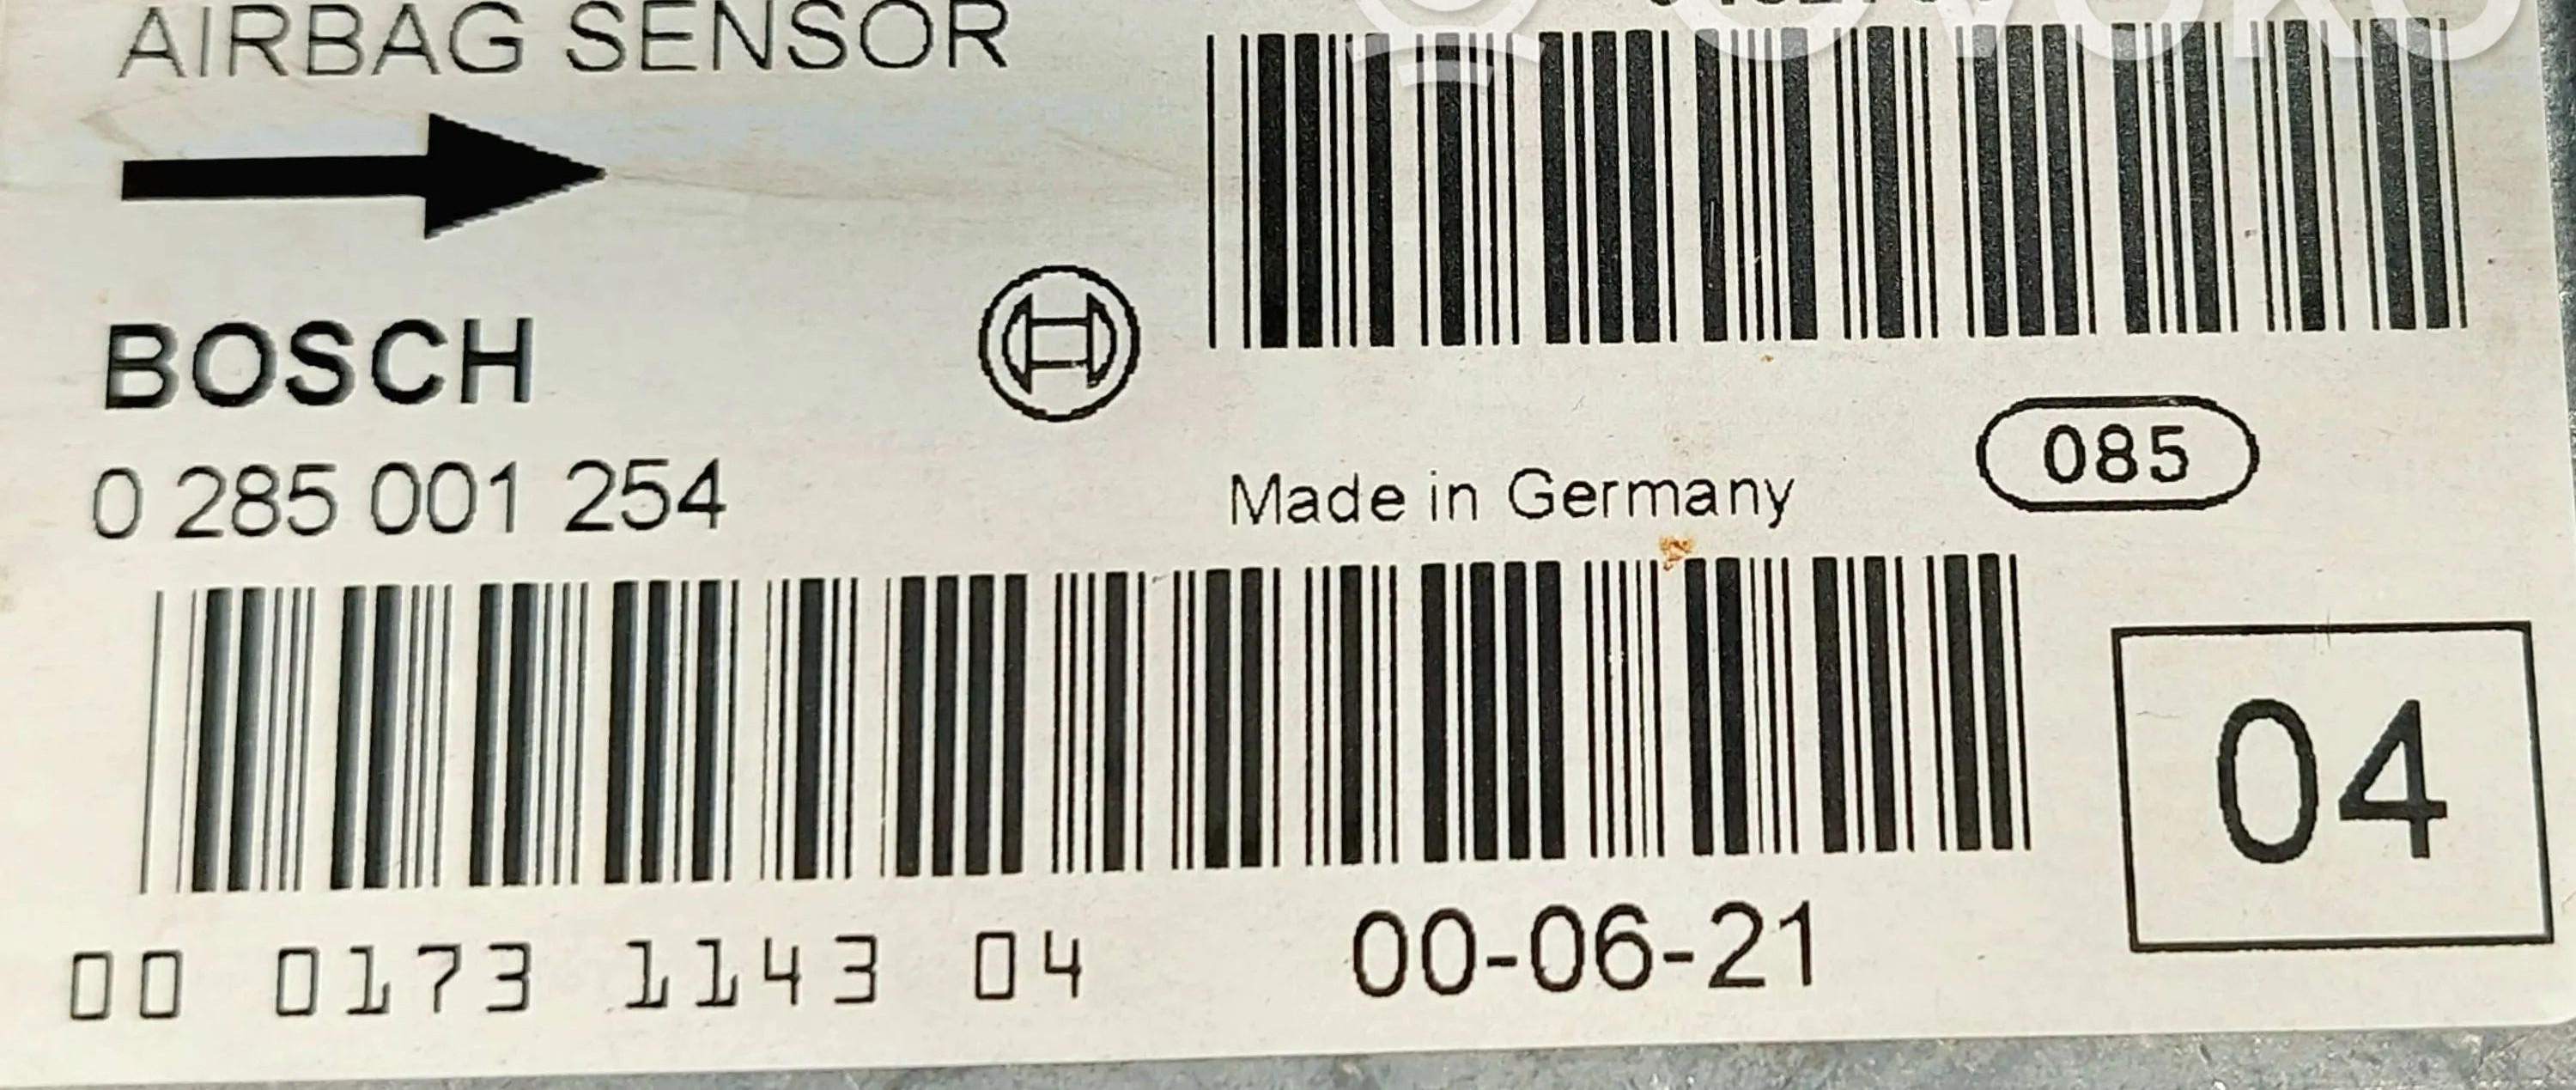 AIRBAG SENSOR
BOSCH
0 285 001 254
Made in Germany
085
04
00 0173 1143 04
00-06-21